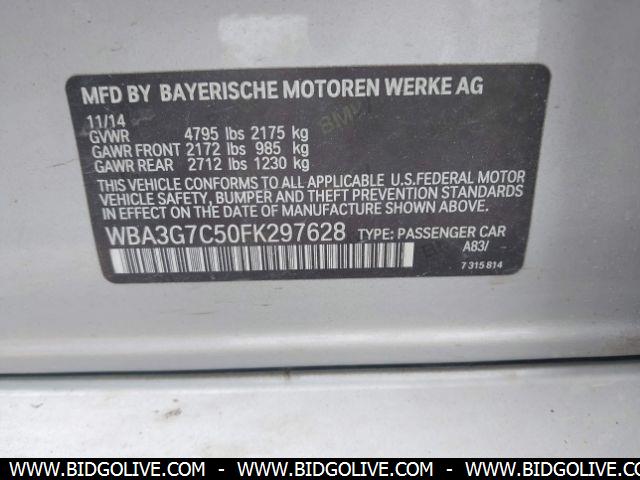 MFD BY BAYERISCHE MOTOREN WERKE AG
11/14
GVWR 4795 lbs 2175 kg
GAWR FRONT 2172 lbs 985 kg
GAWR REAR 2712 lbs 1230 kg
THIS VEHICLE CONFORMS TO ALL APPLICABLE U.S.FEDERAL MOTOR
VEHICLE SAFETY, BUMPER, AND THEFT PREVENTION STANDARDS
IN EFFECT ON THE DATE OF MANUFACTURE SHOWN ABOVE.
WBA3G7C50FK297628 TYPE: PASSENGER CAR
A83/
7 315 814
WWW.BIDGOLIVE.COM - WWW.BIDGOLIVE.COM - WWW.BIDGOLIVE.COM